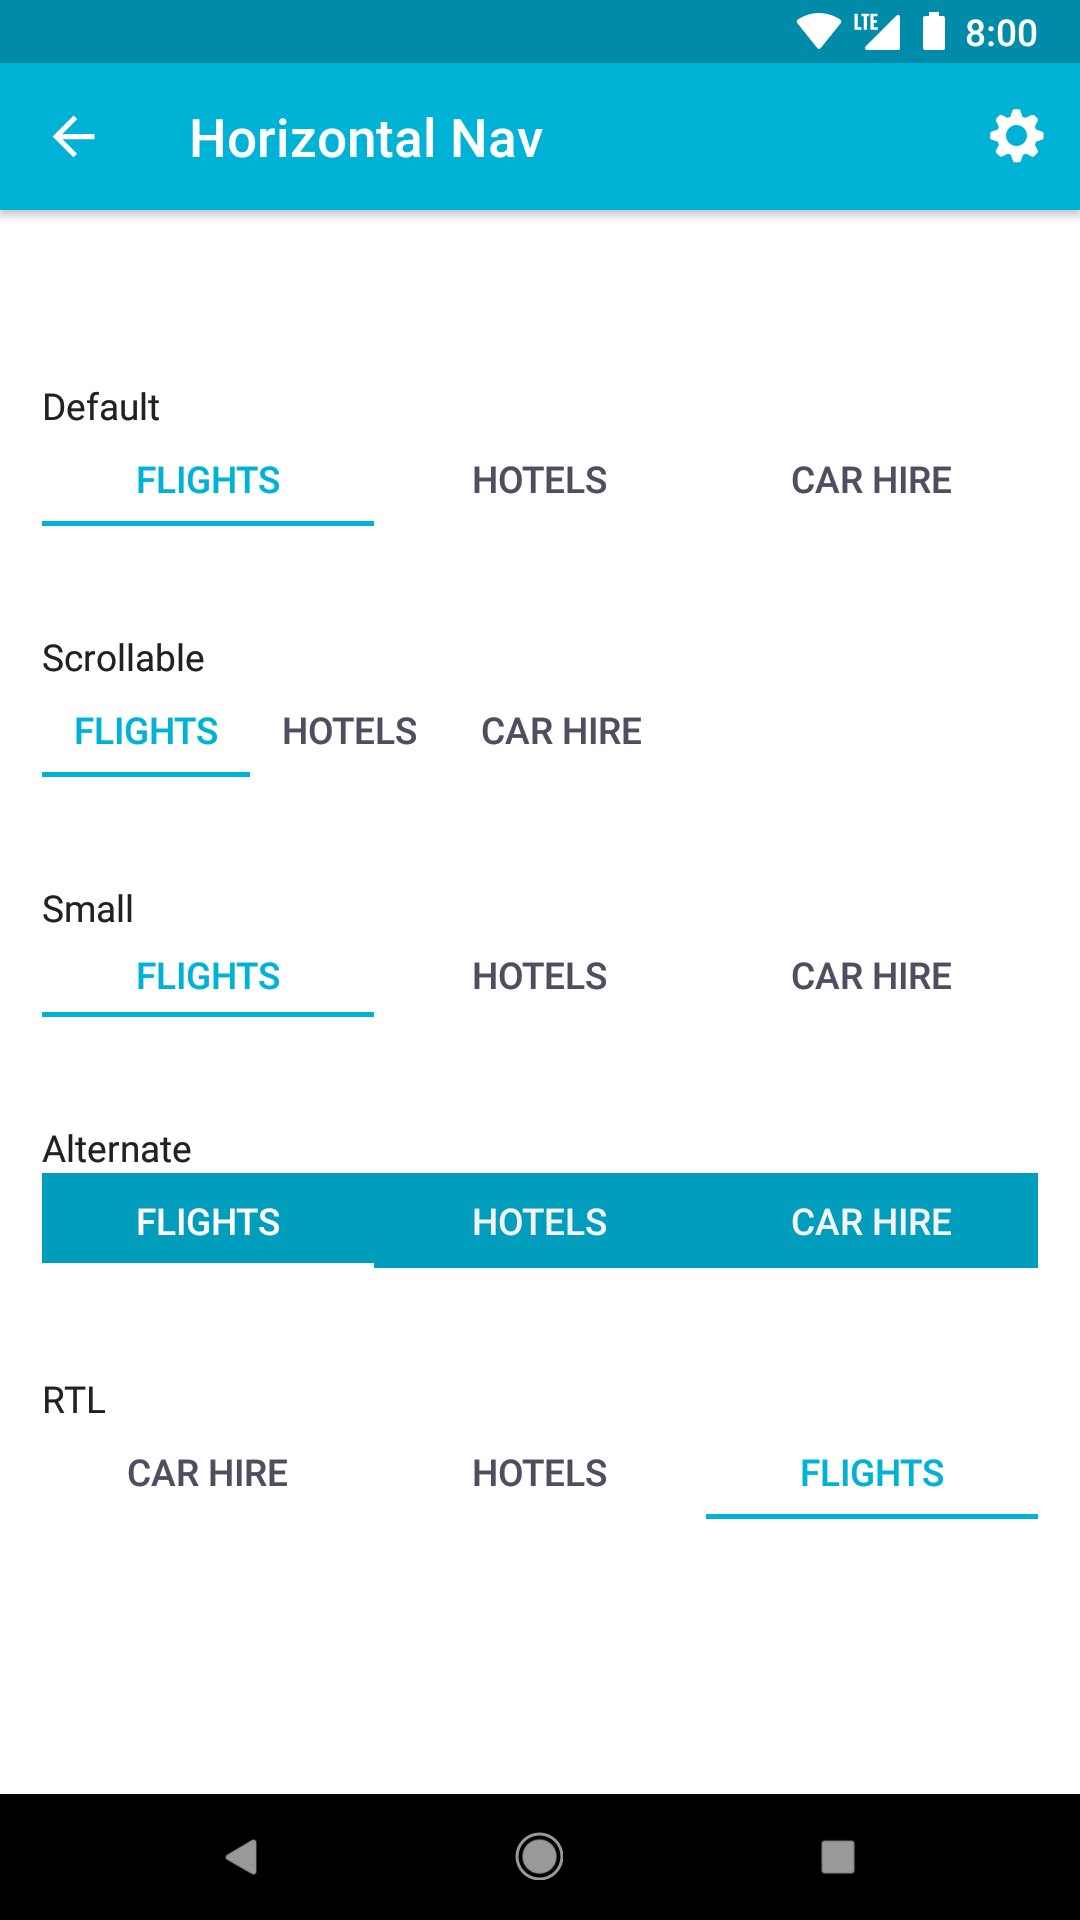 LTE 8:00
Horizontal Nav
Default
FLIGHTS HOTELS CAR HIRE
Scrollable
FLIGHTS HOTELS CAR HIRE
Small
FLIGHTS HOTELS CAR HIRE
Alternate
FLIGHTS HOTELS CAR HIRE
RTL
CAR HIRE HOTELS FLIGHTS